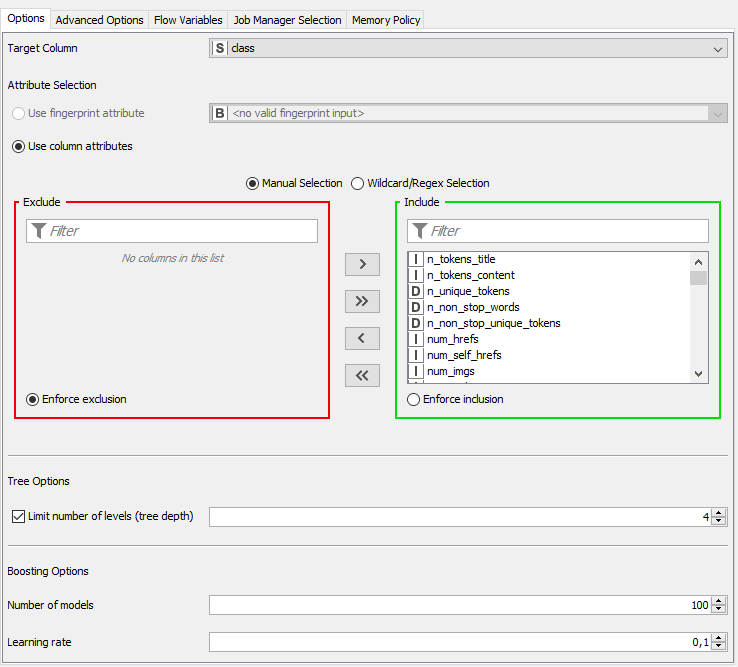 Options Advanced Options Flow Variables Job Manager Selection Memory Policy
Target Column S class
Attribute Selection
Use fingerprint attribute B <no valid fingerprint input>
Use column attributes
Manual Selection Wildcard/Regex Selection
Exclude
Filter
No columns in this list
Enforce exclusion
>
>>
<
<<
Include
Filter
I n_tokens_title
I n_tokens_content
D n_unique_tokens
D n_non_stop_words
D n_non_stop_unique_tokens
I num_hrefs
I num_self_hrefs
I num_imgs
Enforce inclusion
Tree Options
Limit number of levels (tree depth) 4
Boosting Options
Number of models 100
Learning rate 0,1